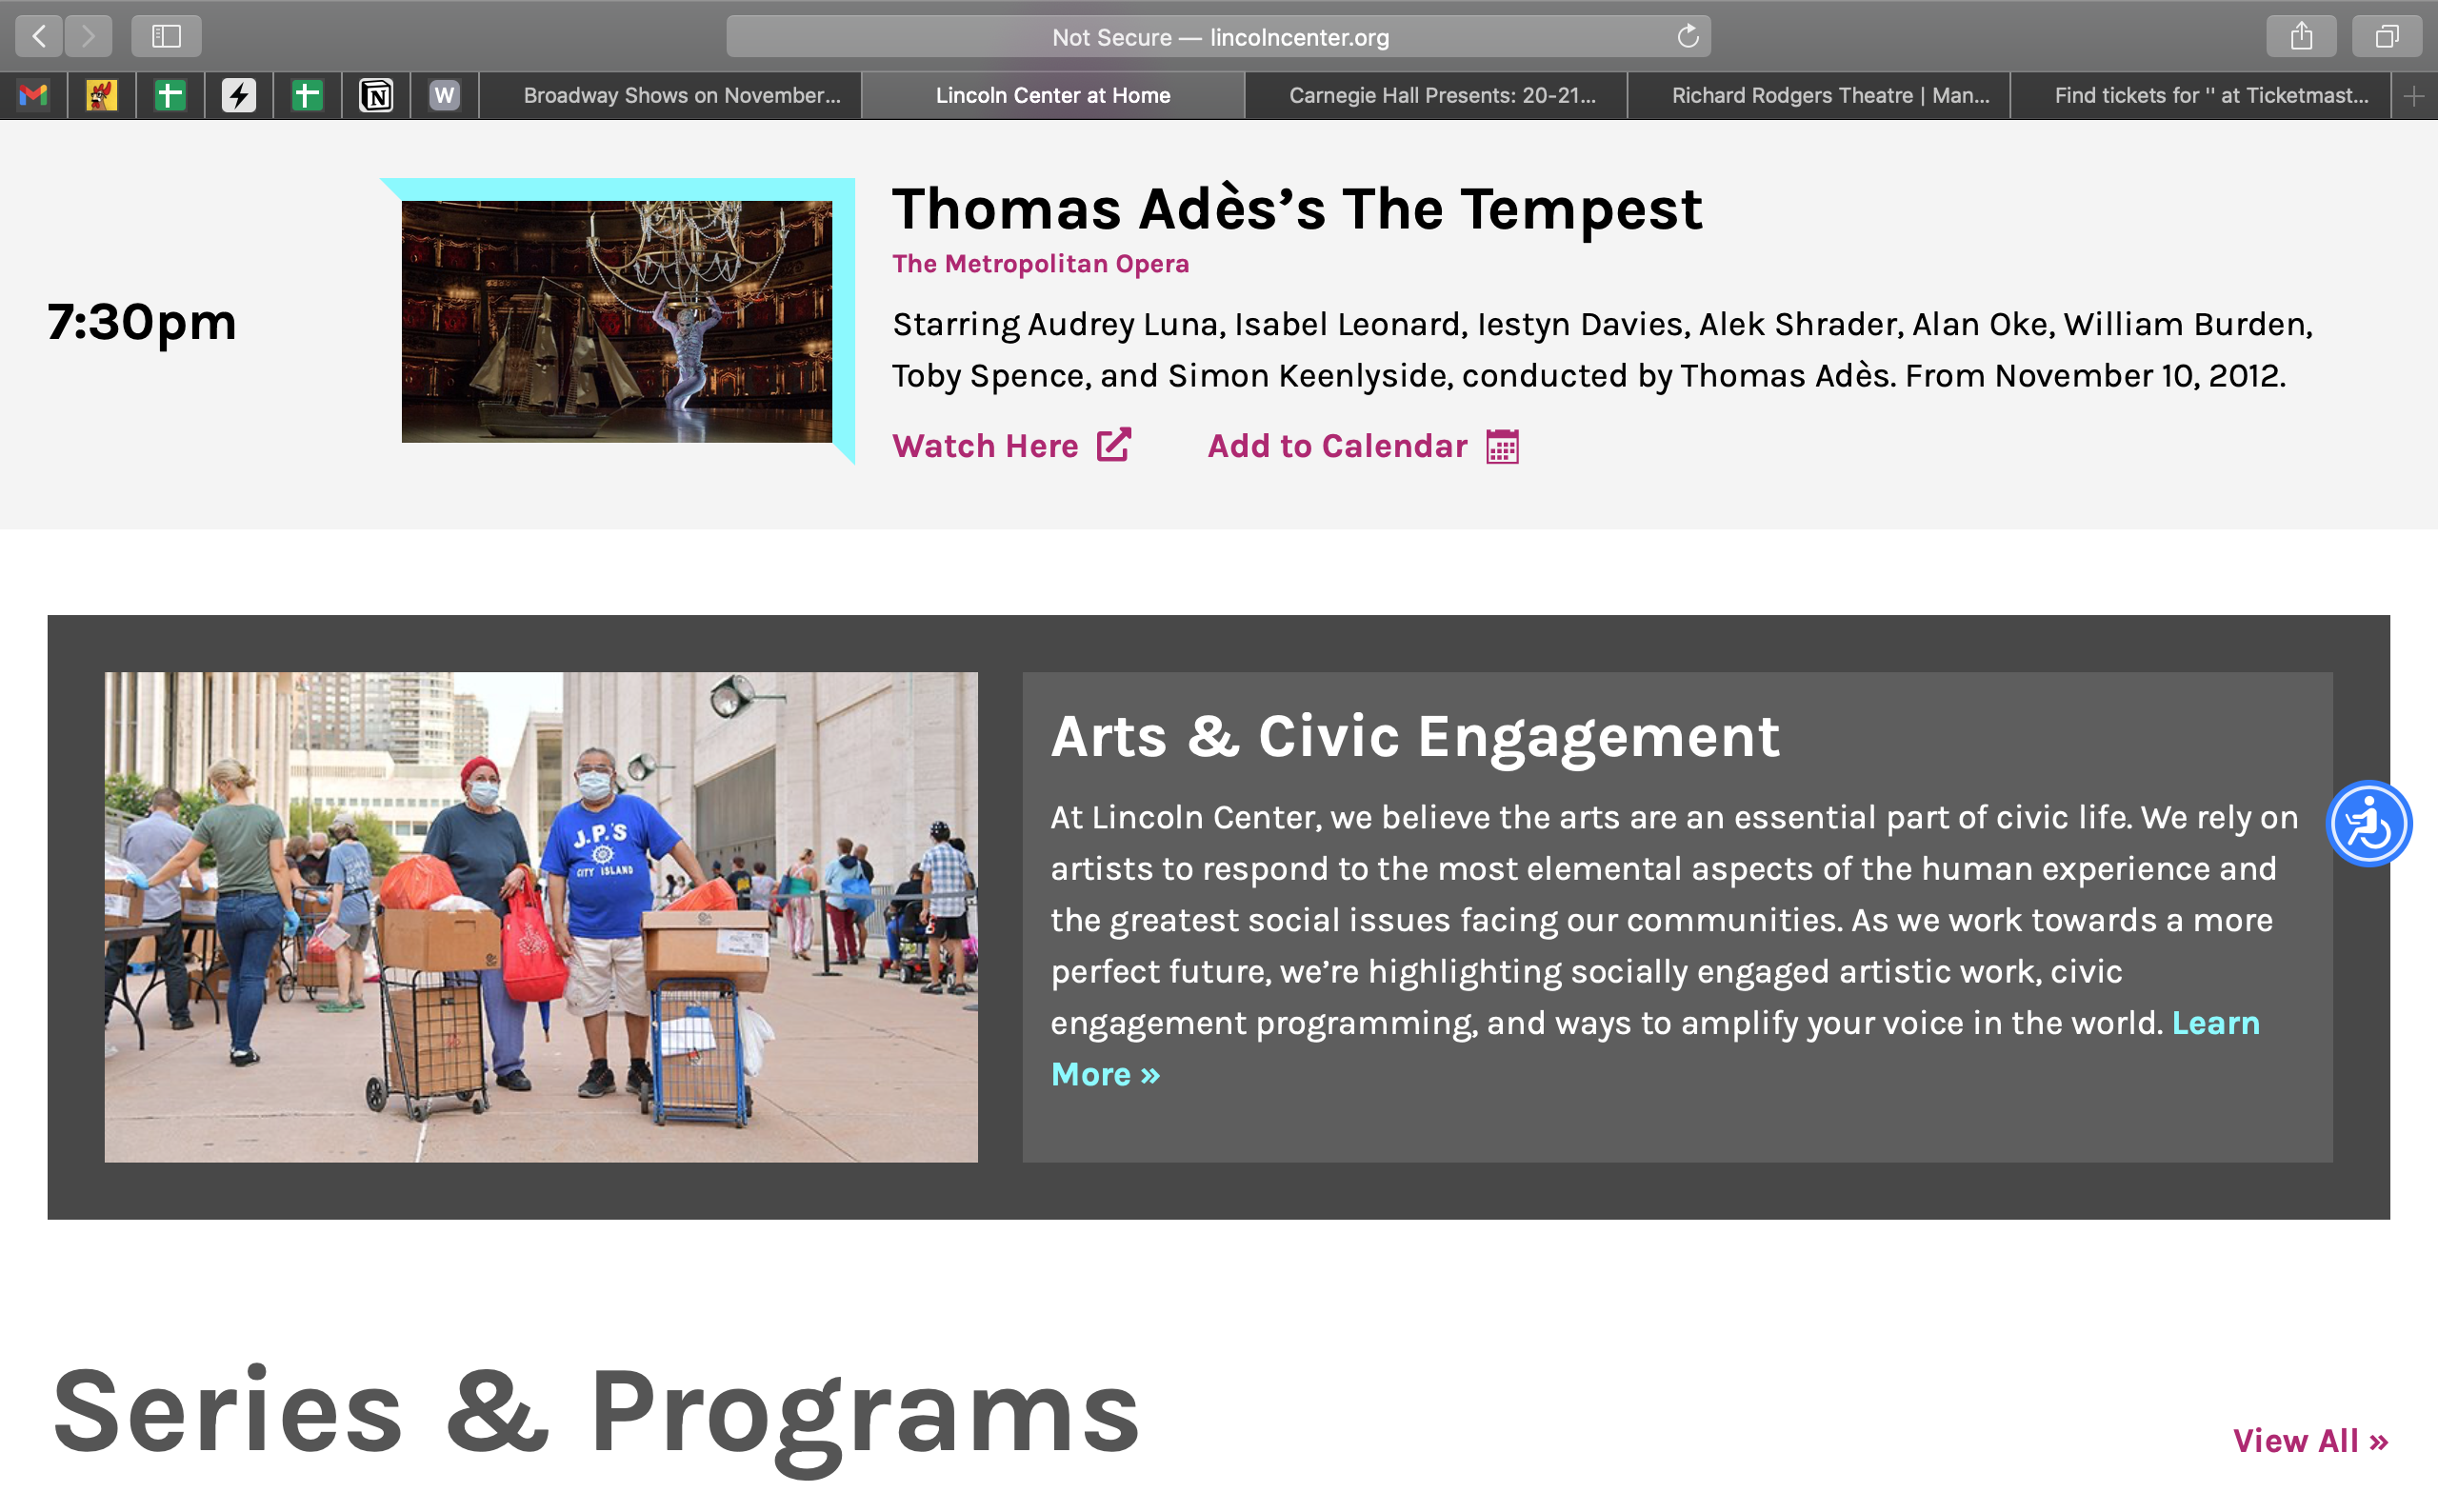 Not Secure — lincolncenter.org
W
Broadway Shows on November...
Lincoln Center at Home
Carnegie Hall Presents: 20-21...
Richard Rodgers Theatre | Man...
Find tickets for '' at Ticketmast...
7:30pm
Thomas Adès’s The Tempest
The Metropolitan Opera
Starring Audrey Luna, Isabel Leonard, Iestyn Davies, Alek Shrader, Alan Oke, William Burden,
Toby Spence, and Simon Keenlyside, conducted by Thomas Adès. From November 10, 2012.
Watch Here
Add to Calendar
J.P.'S
CITY ISLAND
Arts & Civic Engagement
At Lincoln Center, we believe the arts are an essential part of civic life. We rely on
artists to respond to the most elemental aspects of the human experience and
the greatest social issues facing our communities. As we work towards a more
perfect future, we’re highlighting socially engaged artistic work, civic
engagement programming, and ways to amplify your voice in the world. Learn
More »
Series & Programs
View All »